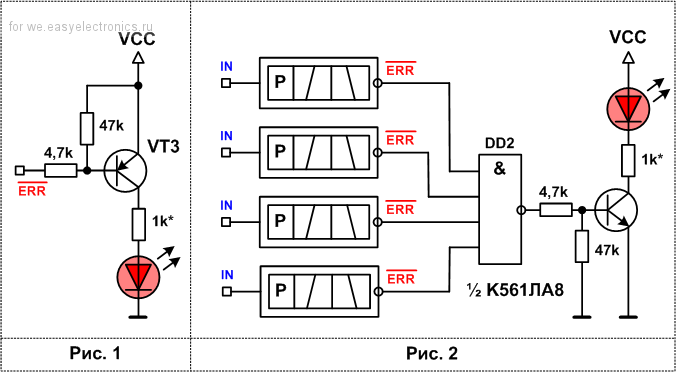 for we.easyelectronics.ru
VCC
47k
4,7k
VT3
ERR
1k*
Рис. 1
IN
P
ERR
IN
P
ERR
IN
P
ERR
IN
P
ERR
DD2
&
½ К561ЛА8
VCC
1k*
4,7k
47k
Рис. 2